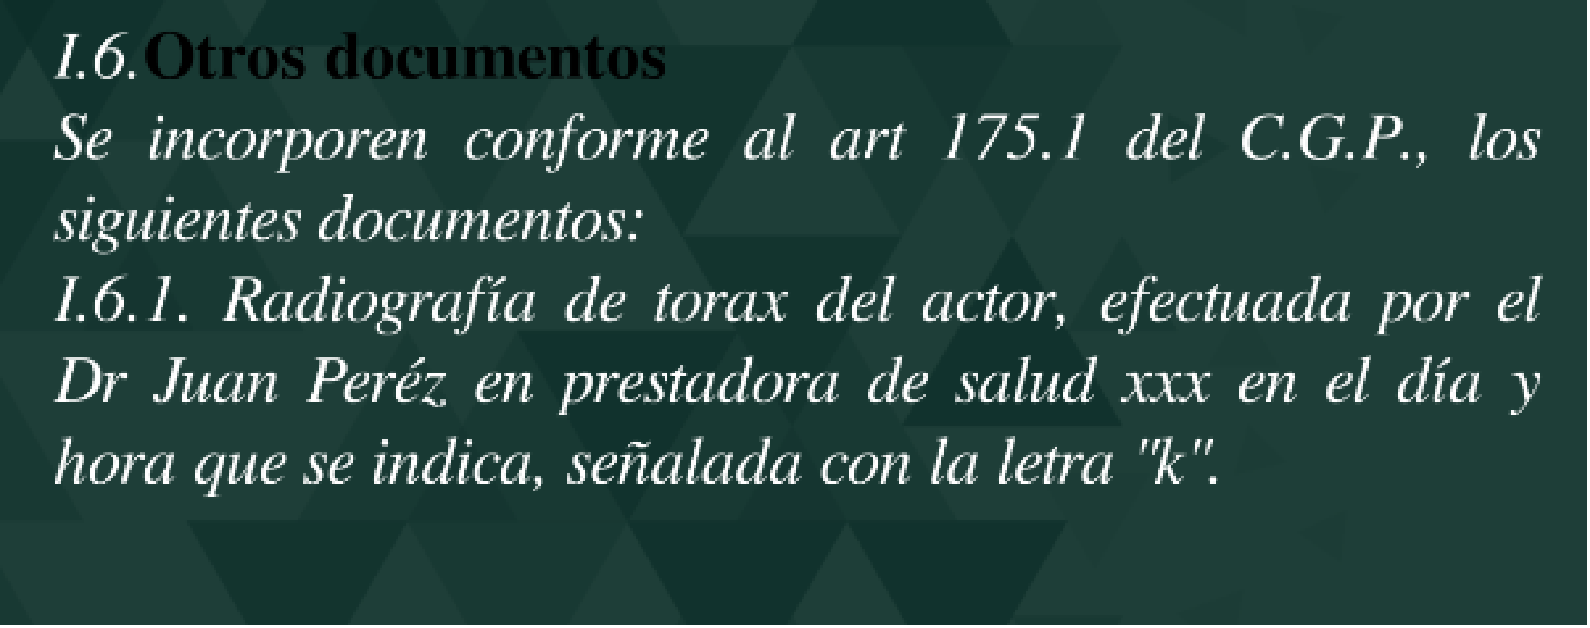 I.6.Otros documentos
Se incorporen conforme al art 175.1 del C.G.P., los
siguientes documentos:
I.6.1. Radiografía de torax del actor, efectuada por el
Dr Juan Peréz en prestadora de salud xxx en el día y
hora que se indica, señalada con la letra "k".